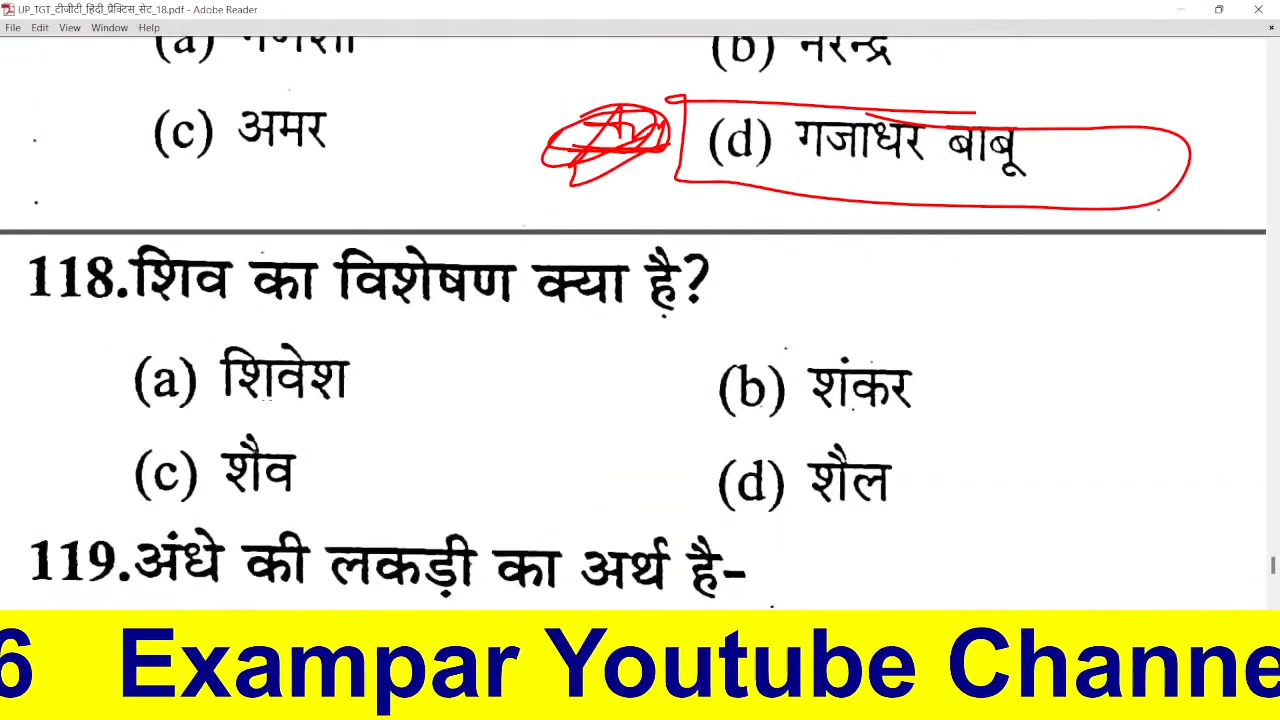 UP_TGT_टीजीटी_हिंदी_प्रैक्टिस_सेट_18.pdf - Adobe Reader
File Edit View Window Help
(a) गणेशी (b) नरेन्द्र
(c) अमर (d) गजाधर बाबू
118.शिव का विशेषण क्या है?
(a) शिवेश (b) शंकर
(c) शैव (d) शैल
119.अंधे की लकड़ी का अर्थ है-
6 Exampar Youtube Channe